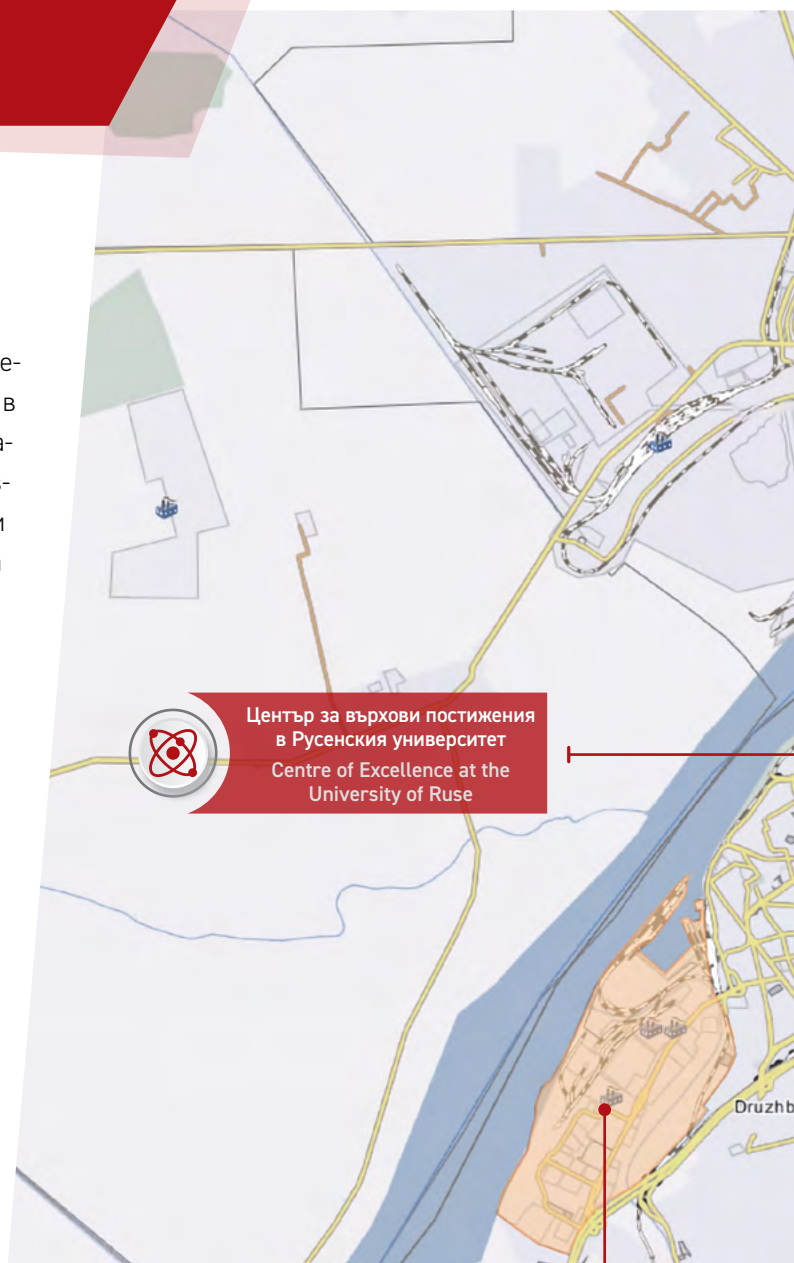 е-
в
а-
в-
и
Център за върхови постижения
в Русенския университет
Centre of Excellence at the
University of Ruse
Druzhb